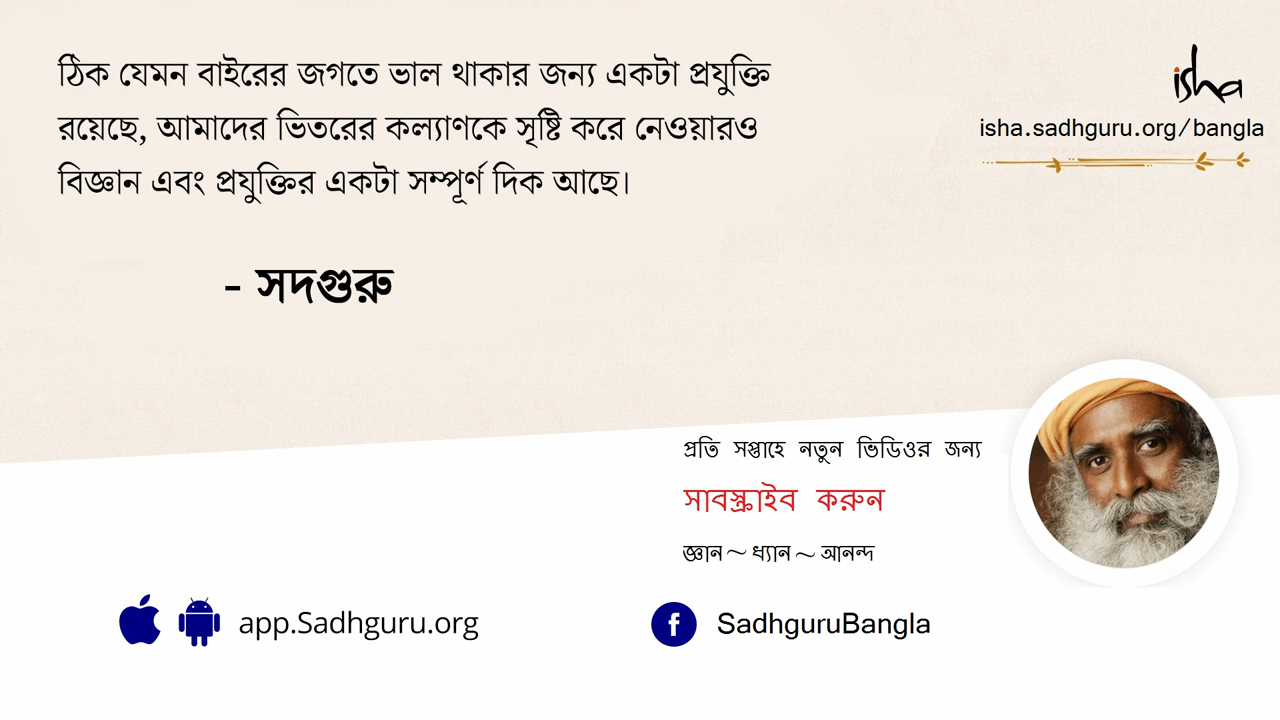 ঠিক যেমন বাইরের জগতে ভাল থাকার জন্য একটা প্রযুক্তি
রয়েছে, আমাদের ভিতরের কল্যাণকে সৃষ্টি করে নেওয়ারও
বিজ্ঞান এবং প্রযুক্তির একটা সম্পূর্ণ দিক আছে।
- সদগুরু
isha
isha.sadhguru.org/bangla
প্রতি সপ্তাহে নতুন ভিডিওর জন্য
সাবস্ক্রাইব করুন
জ্ঞান ~ ধ্যান ~ আনন্দ
app.Sadhguru.org
f SadhguruBangla